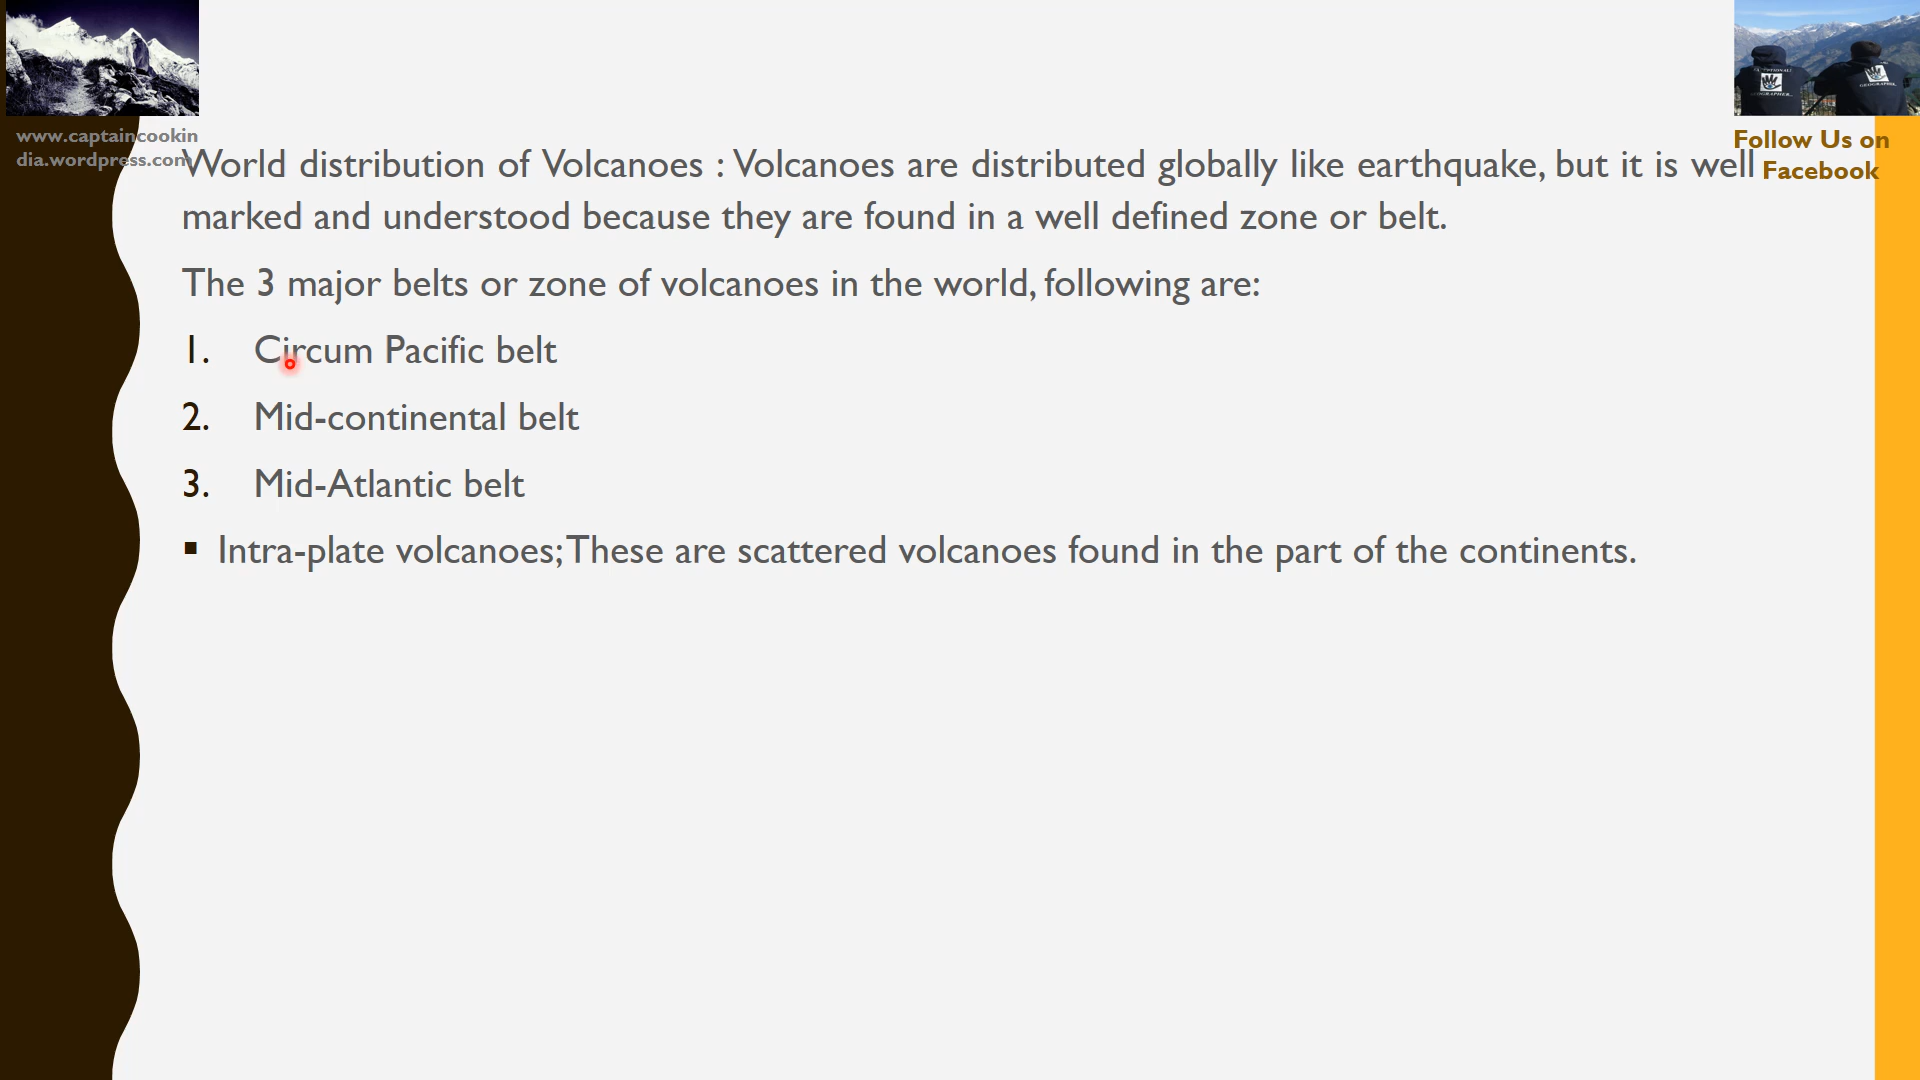 www.captaincookin
dia.wordpress.com
Follow Us on
Facebook
World distribution of Volcanoes : Volcanoes are distributed globally like earthquake, but it is well
marked and understood because they are found in a well defined zone or belt.
The 3 major belts or zone of volcanoes in the world, following are:
1. Circum Pacific belt
2. Mid-continental belt
3. Mid-Atlantic belt
▪ Intra-plate volcanoes; These are scattered volcanoes found in the part of the continents.